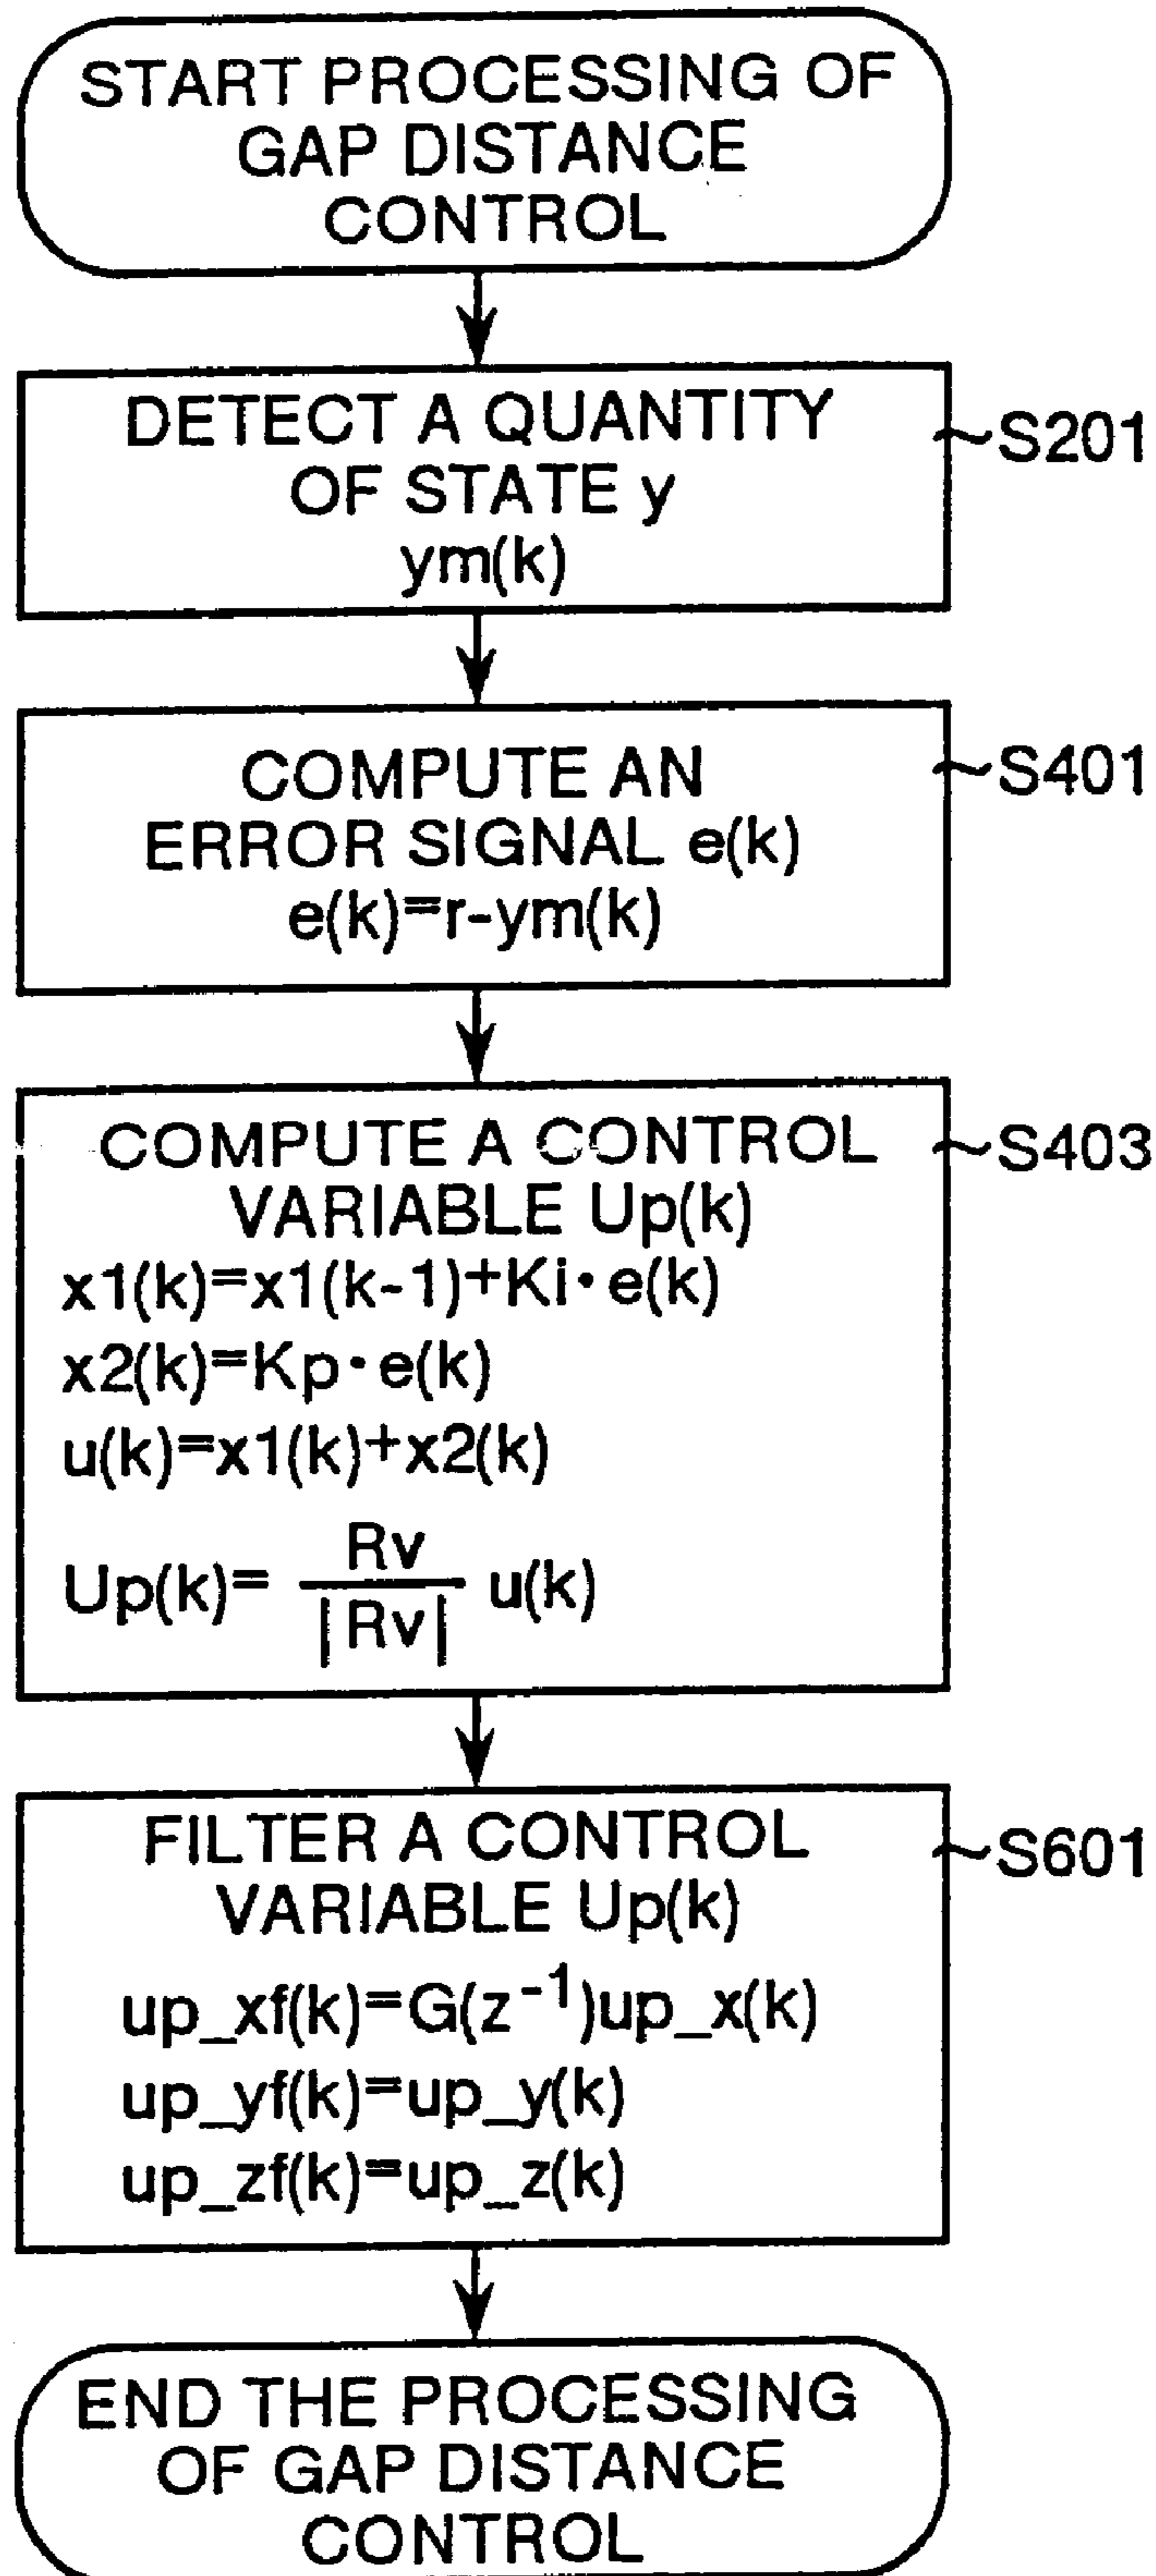 START PROCESSING OF
GAP DISTANCE
CONTROL
DETECT A QUANTITY
OF STATE y
ym(k)
~S201
COMPUTE AN
ERROR SIGNAL e(k)
e(k)=r-ym(k)
~S401
COMPUTE A CONTROL
VARIABLE Up(k)
~S403
x1(k)=x1(k-1)+Ki·e(k)
x2(k)=Kp·e(k)
u(k)=x1(k)+x2(k)
Up(k)= Rv/|Rv| u(k)
FILTER A CONTROL
VARIABLE Up(k)
~S601
up_xf(k)=G(z⁻¹)up_x(k)
up_yf(k)=up_y(k)
up_zf(k)=up_z(k)
END THE PROCESSING
OF GAP DISTANCE
CONTROL